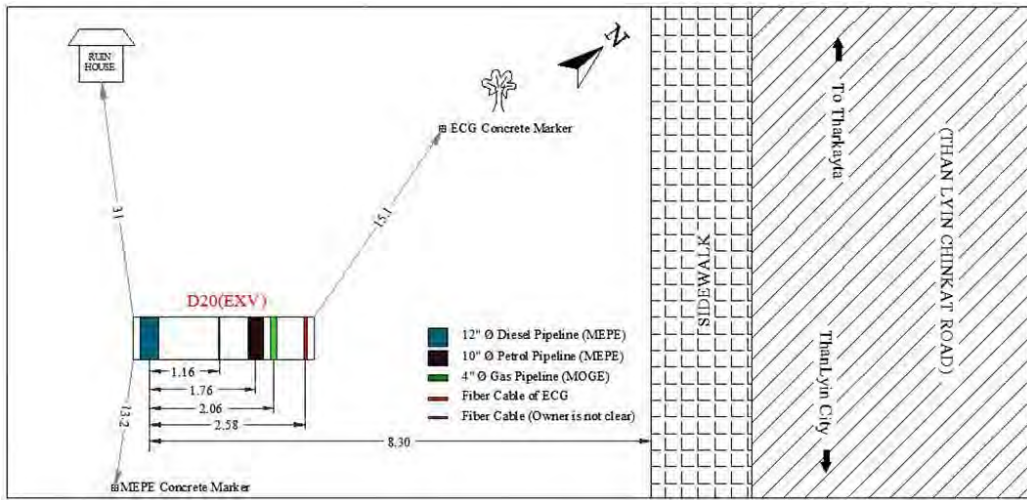 RUIN
HOUSE
N
ECG Concrete Marker
31
15.1
D20(EXV)
1.16
1.76
2.06
2.58
8.30
13.2
MEPE Concrete Marker
12" Ø Diesel Pipeline (MEPE)
10" Ø Petrol Pipeline (MEPE)
4" Ø Gas Pipeline (MOGE)
Fiber Cable of ECG
Fiber Cable (Owner is not clear)
SIDEWALK
To Tharkayta
ThanLyin City
(THAN LYIN CHINKAT ROAD)